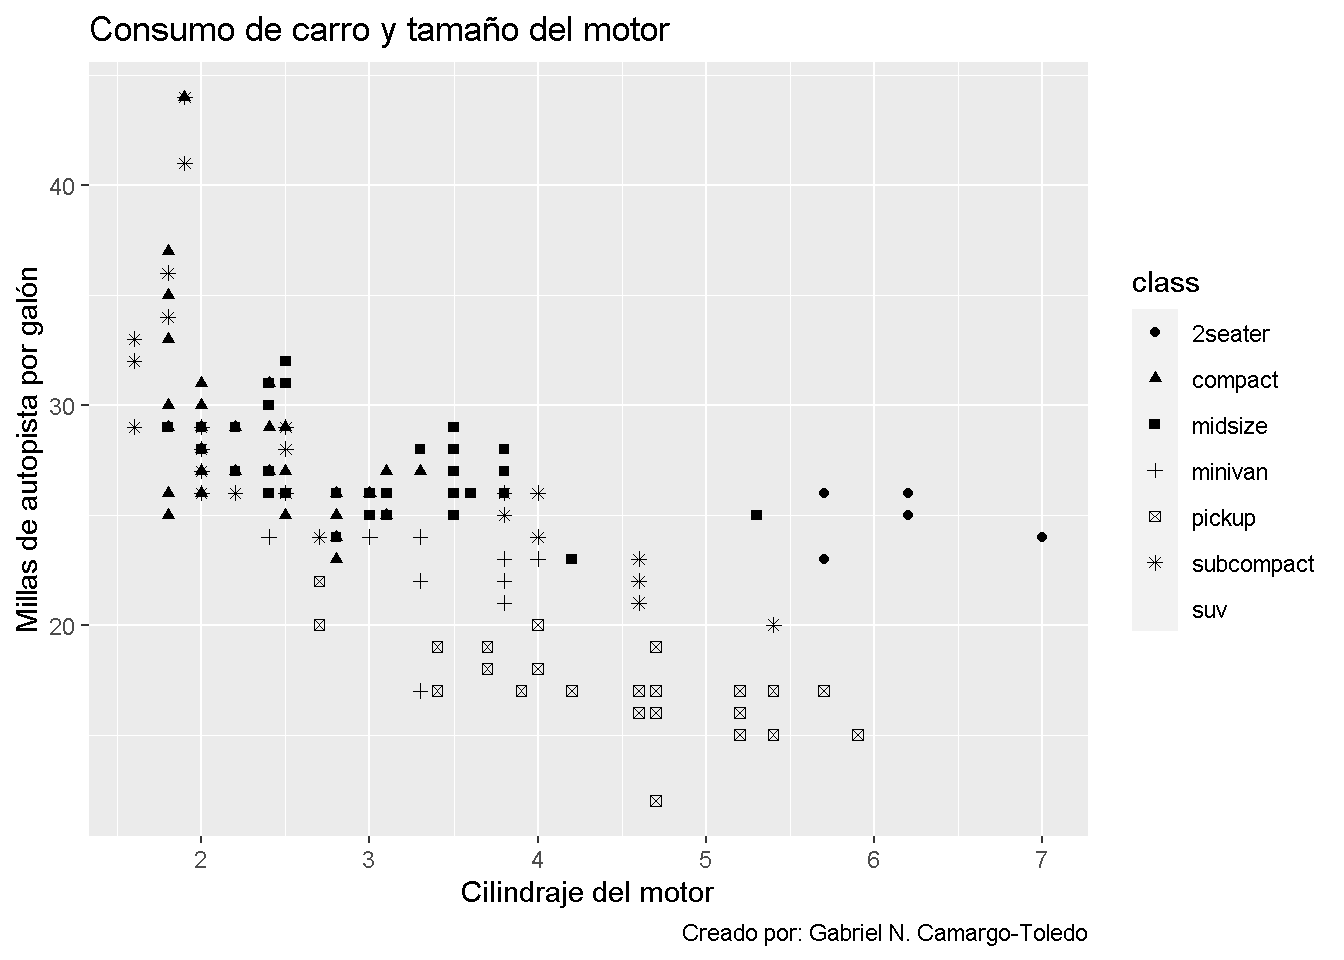 Consumo de carro y tamaño del motor
Millas de autopista por galón
40
30
20
2 3 4 5 6 7
Cilindraje del motor
class
2seater
compact
midsize
minivan
pickup
subcompact
suv
Creado por: Gabriel N. Camargo-Toledo